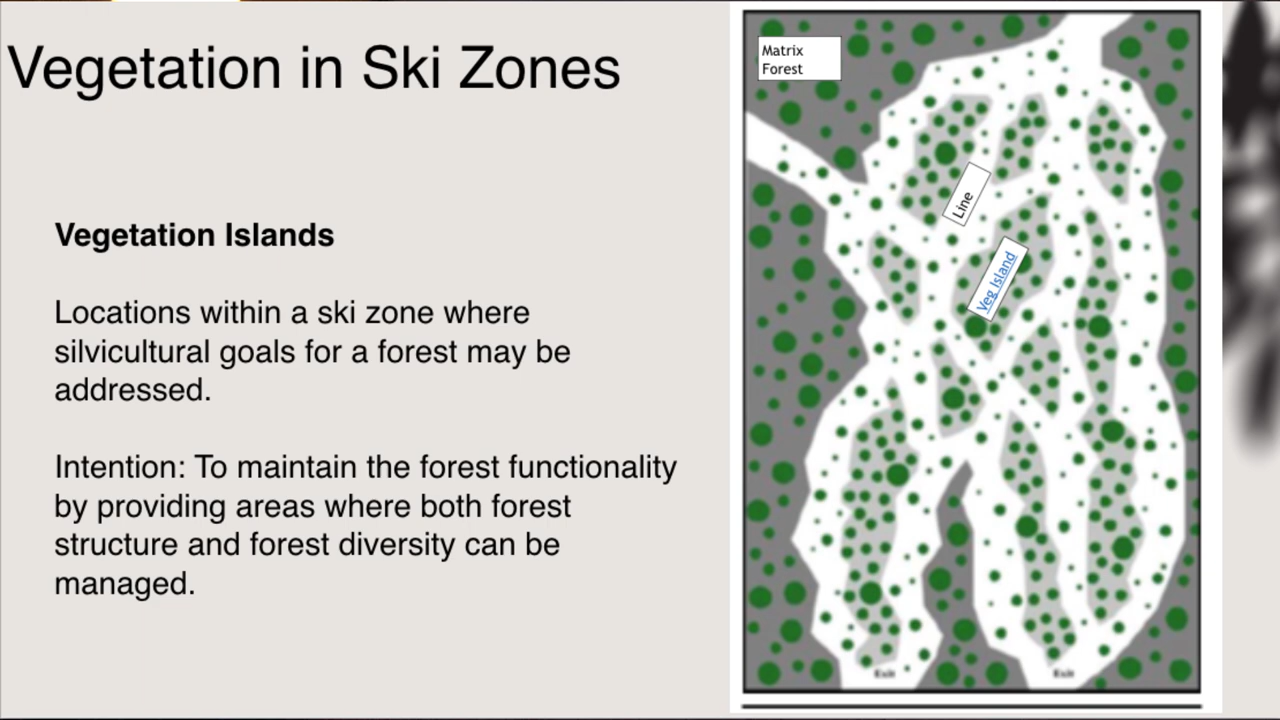 Vegetation in Ski Zones
Vegetation Islands
Locations within a ski zone where
silvicultural goals for a forest may be
addressed.
Intention: To maintain the forest functionality
by providing areas where both forest
structure and forest diversity can be
managed.
Matrix
Forest
Line
Veg Island
Exit
Exit